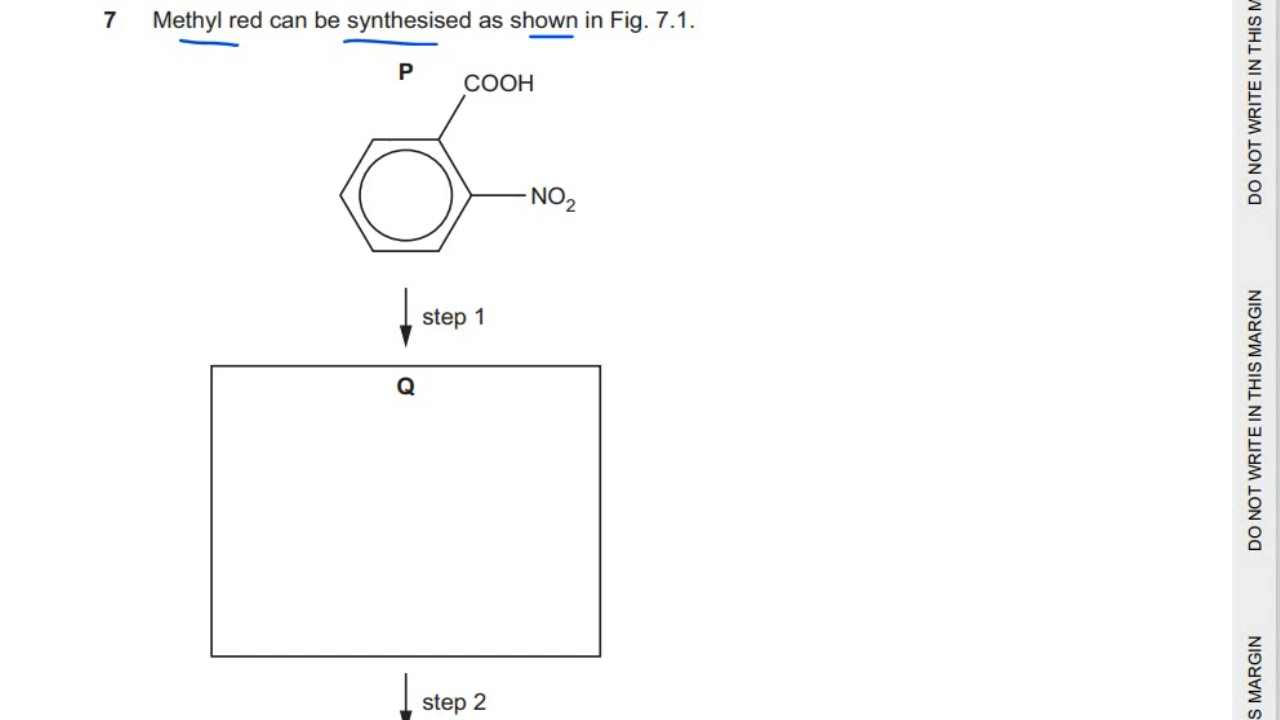 7 Methyl red can be synthesised as shown in Fig. 7.1.
P
COOH
NO2
step 1
Q
step 2
DO NOT WRITE IN THIS M
DO NOT WRITE IN THIS MARGIN
S MARGIN